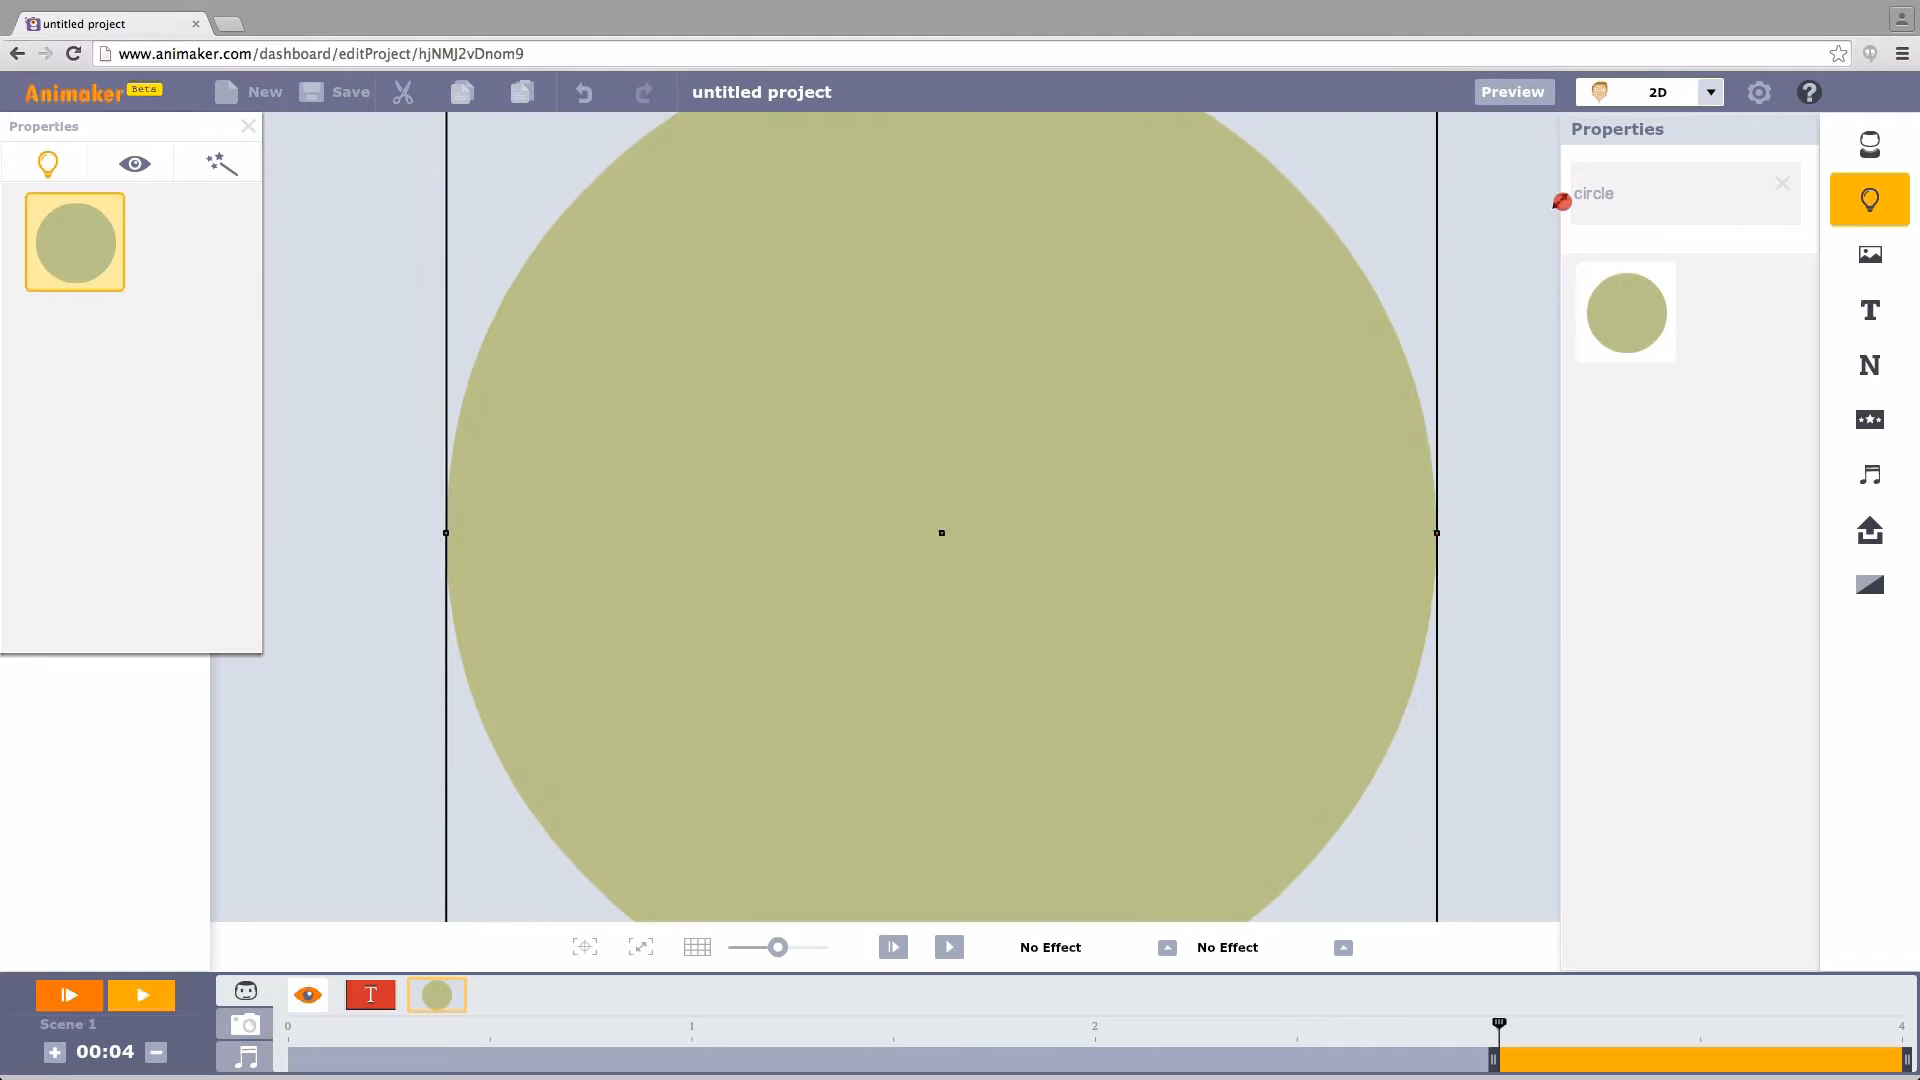 untitled project
www.animaker.com/dashboard/editProject/hjNMJ2vDnom9
Animaker Beta
New
Save
untitled project
Preview
2D
?
Properties
Properties
circle
T
N
No Effect
No Effect
T
Scene 1
00:04
0
1
2
4